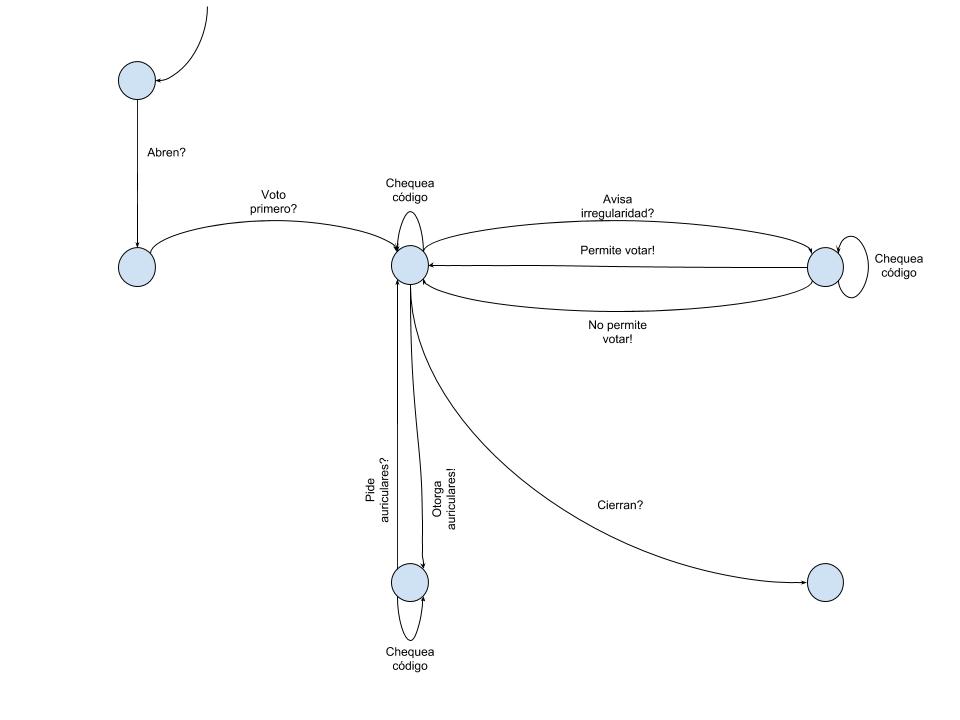 Abren?
Voto
primero?
Chequea
código
Avisa
irregularidad?
Permite votar!
Chequea
código
No permite
votar!
Pide
auriculares?
Otorga
auriculares!
Cierran?
Chequea
código